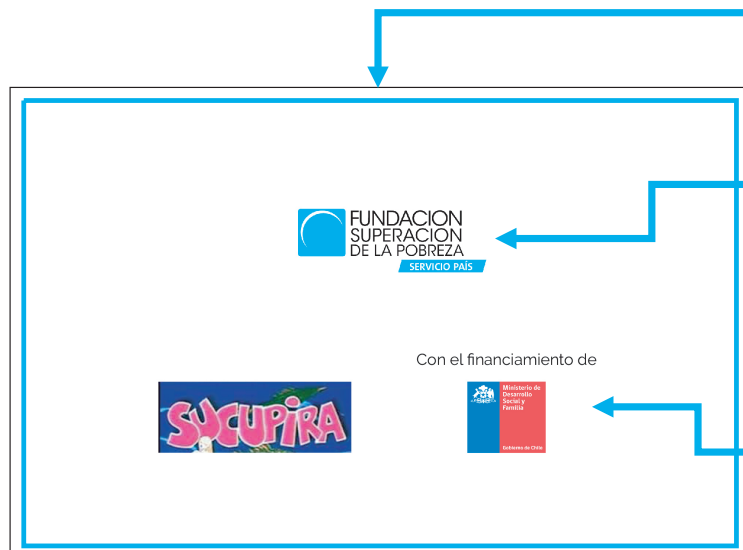 FUNDACION
SUPERACION
DE LA POBREZA
SERVICIO PAÍS
Con el financiamiento de
SUCUPIRA
Ministerio de
Desarrollo
Social y
Familia
Gobierno de Chile